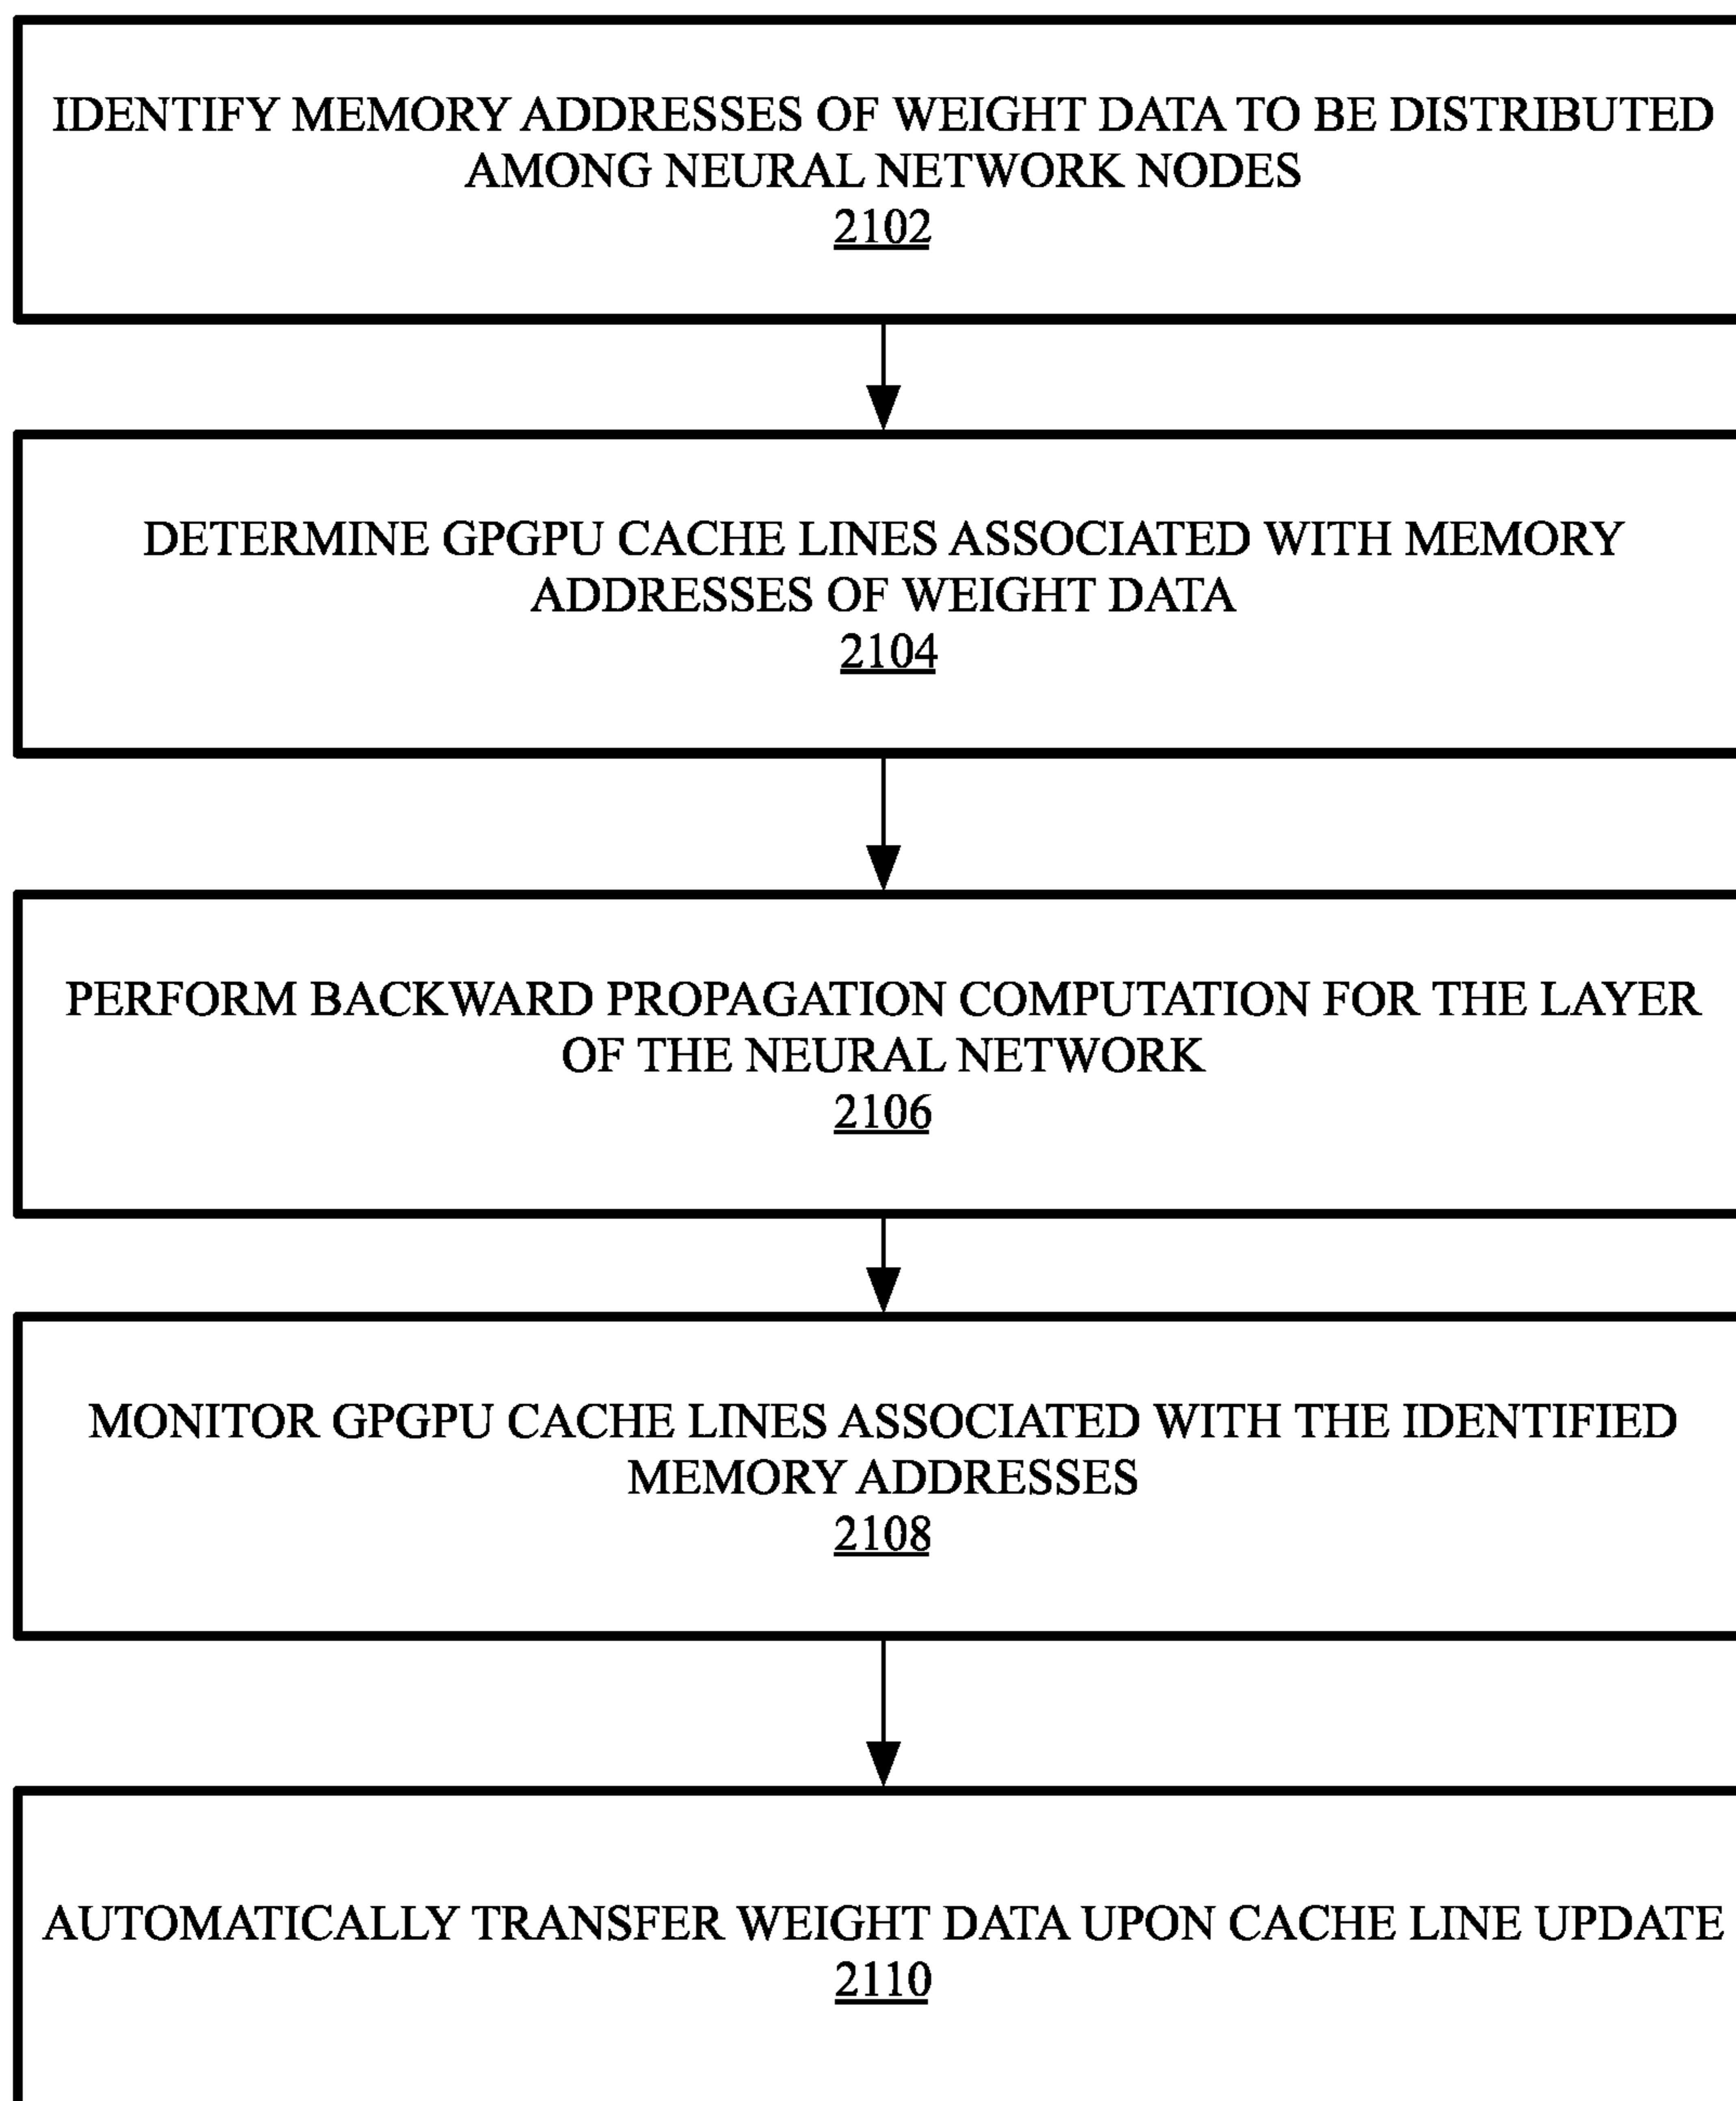 IDENTIFY MEMORY ADDRESSES OF WEIGHT DATA TO BE DISTRIBUTED
AMONG NEURAL NETWORK NODES
2102
DETERMINE GPGPU CACHE LINES ASSOCIATED WITH MEMORY
ADDRESSES OF WEIGHT DATA
2104
PERFORM BACKWARD PROPAGATION COMPUTATION FOR THE LAYER
OF THE NEURAL NETWORK
2106
MONITOR GPGPU CACHE LINES ASSOCIATED WITH THE IDENTIFIED
MEMORY ADDRESSES
2108
AUTOMATICALLY TRANSFER WEIGHT DATA UPON CACHE LINE UPDATE
2110